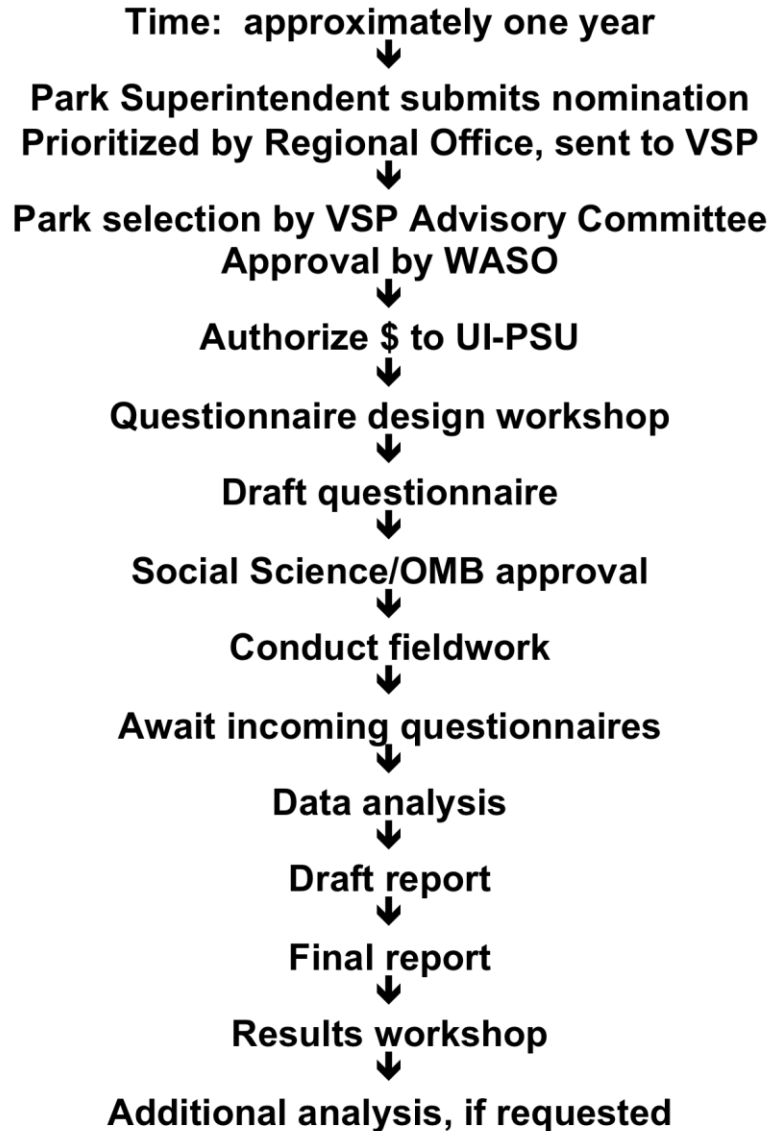 Time: approximately one year
Park Superintendent submits nomination
Prioritized by Regional Office, sent to VSP
Park selection by VSP Advisory Committee
Approval by WASO
Authorize $ to UI-PSU
Questionnaire design workshop
Draft questionnaire
Social Science/OMB approval
Conduct fieldwork
Await incoming questionnaires
Data analysis
Draft report
Final report
Results workshop
Additional analysis, if requested